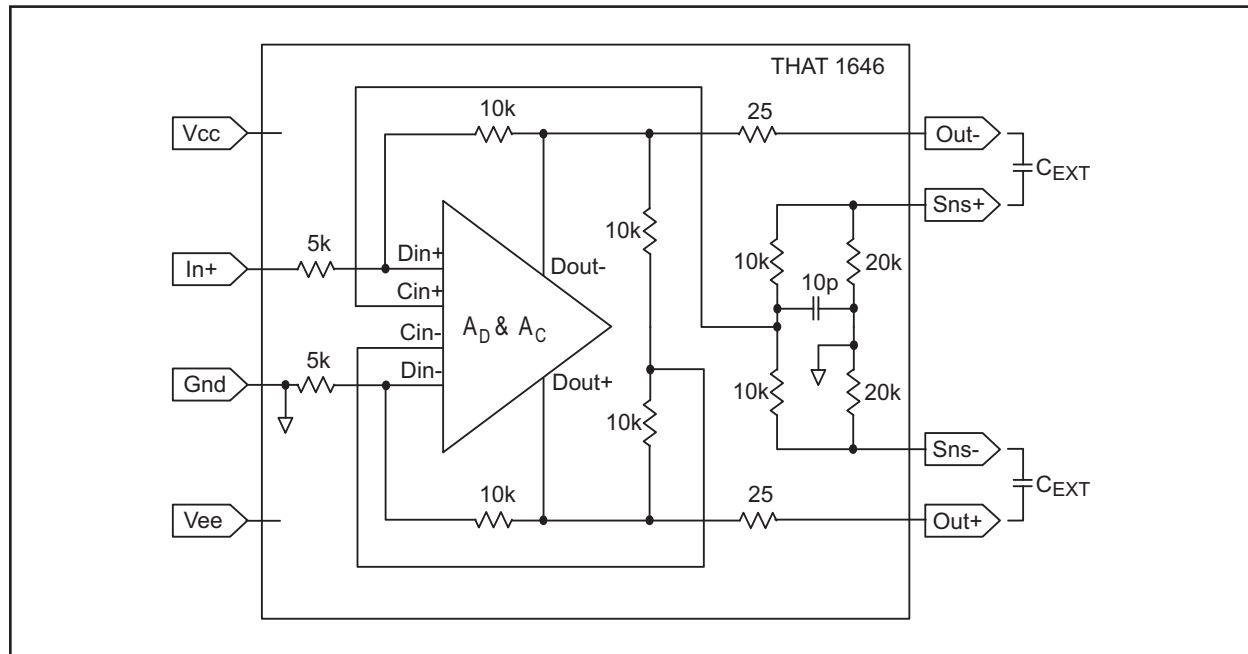 THAT 1646
10k
25
Vcc
Out-
CEXT
Sns+
5k
10k
10k
20k
In+
Din+
Dout-
10p
Cin+
AD & AC
Cin-
5k
Din-
Dout+
Gnd
10k
10k
20k
Sns-
10k
25
CEXT
Vee
Out+